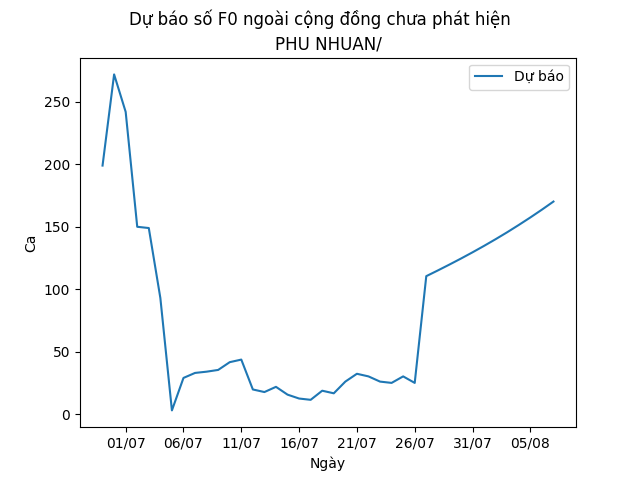 Dự báo số F0 ngoài cộng đồng chưa phát hiện
PHU NHUAN/
Dự báo
250
200
150
100
50
0
Ca
01/07 06/07 11/07 16/07 21/07 26/07 31/07 05/08
Ngày